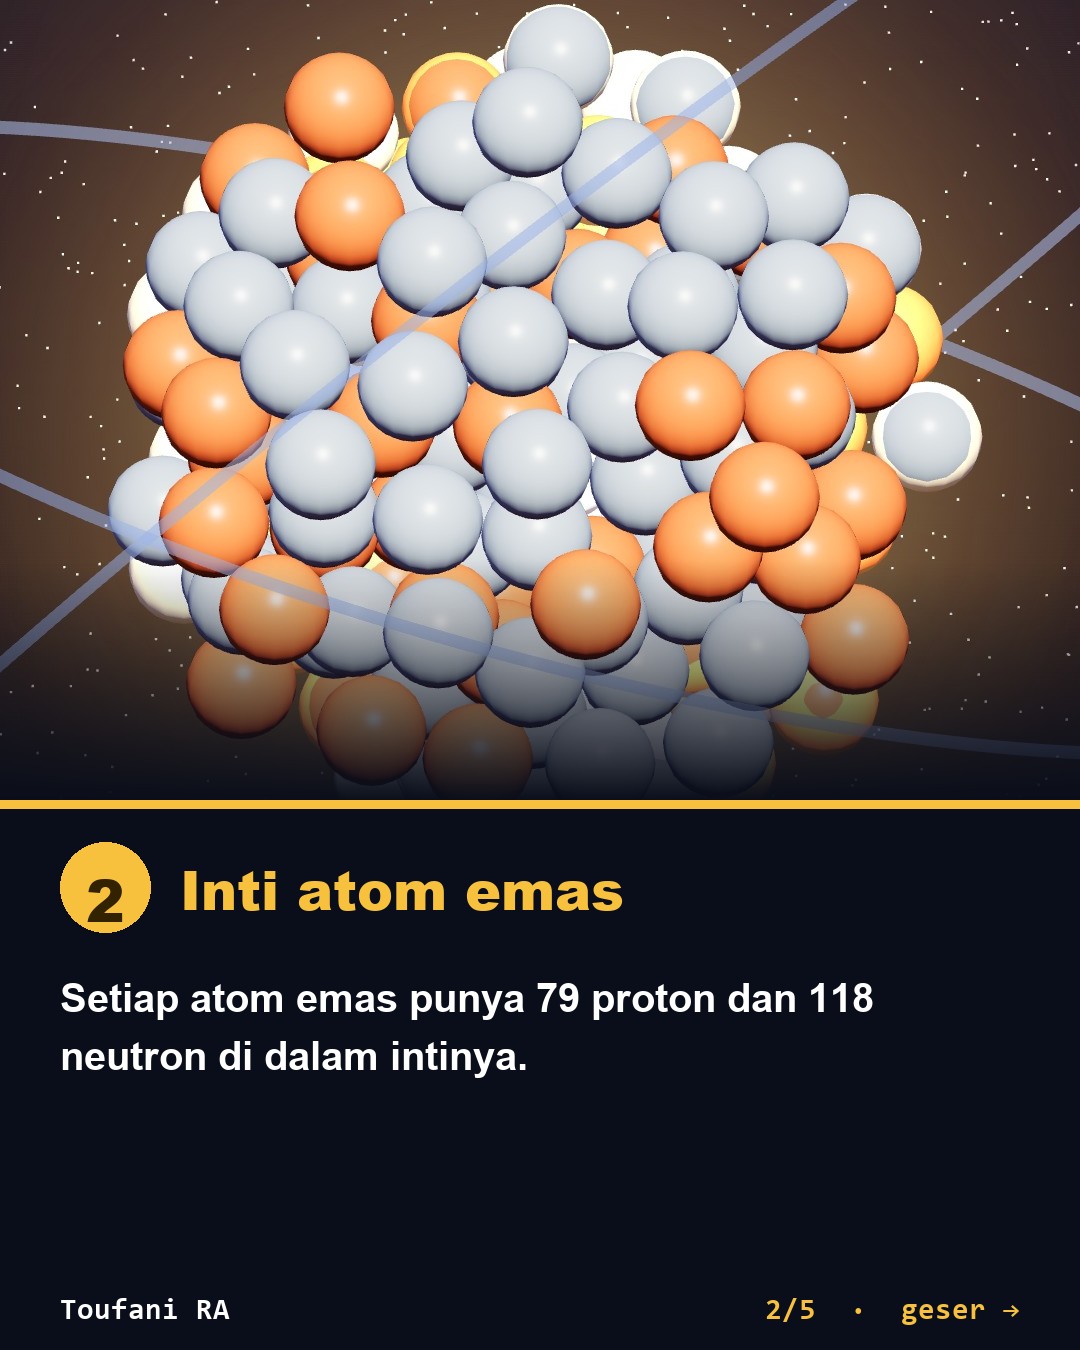 2
Inti atom emas
Setiap atom emas punya 79 proton dan 118
neutron di dalam intinya.
Toufani RA
2/5 · geser →